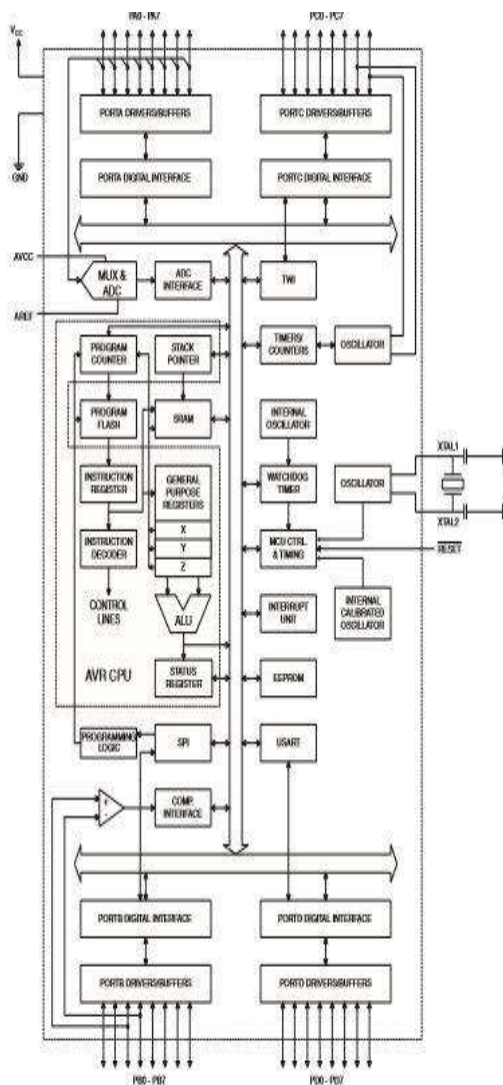 PA0 - PA7
PC0 - PC7
VCC
GND
PORTA DRIVERS/BUFFERS
PORTC DRIVERS/BUFFERS
PORTA DIGITAL INTERFACE
PORTC DIGITAL INTERFACE
AVCC
MUX &
ADC
ADC
INTERFACE
TWI
AREF
PROGRAM
COUNTER
STACK
POINTER
TIMERS/
COUNTERS
OSCILLATOR
PROGRAM
FLASH
SRAM
INTERNAL
OSCILLATOR
XTAL1
INSTRUCTION
REGISTER
GENERAL
PURPOSE
REGISTERS
WATCHDOG
TIMER
OSCILLATOR
X
XTAL2
INSTRUCTION
DECODER
Y
MCU CTRL.
& TIMING
RESET
Z
CONTROL
LINES
ALU
INTERRUPT
UNIT
INTERNAL
CALIBRATED
OSCILLATOR
AVR CPU
STATUS
REGISTER
EEPROM
PROGRAMMING
LOGIC
SPI
USART
+
-
COMP.
INTERFACE
PORTB DIGITAL INTERFACE
PORTD DIGITAL INTERFACE
PORTB DRIVERS/BUFFERS
PORTD DRIVERS/BUFFERS
PB0 - PB7
PD0 - PD7